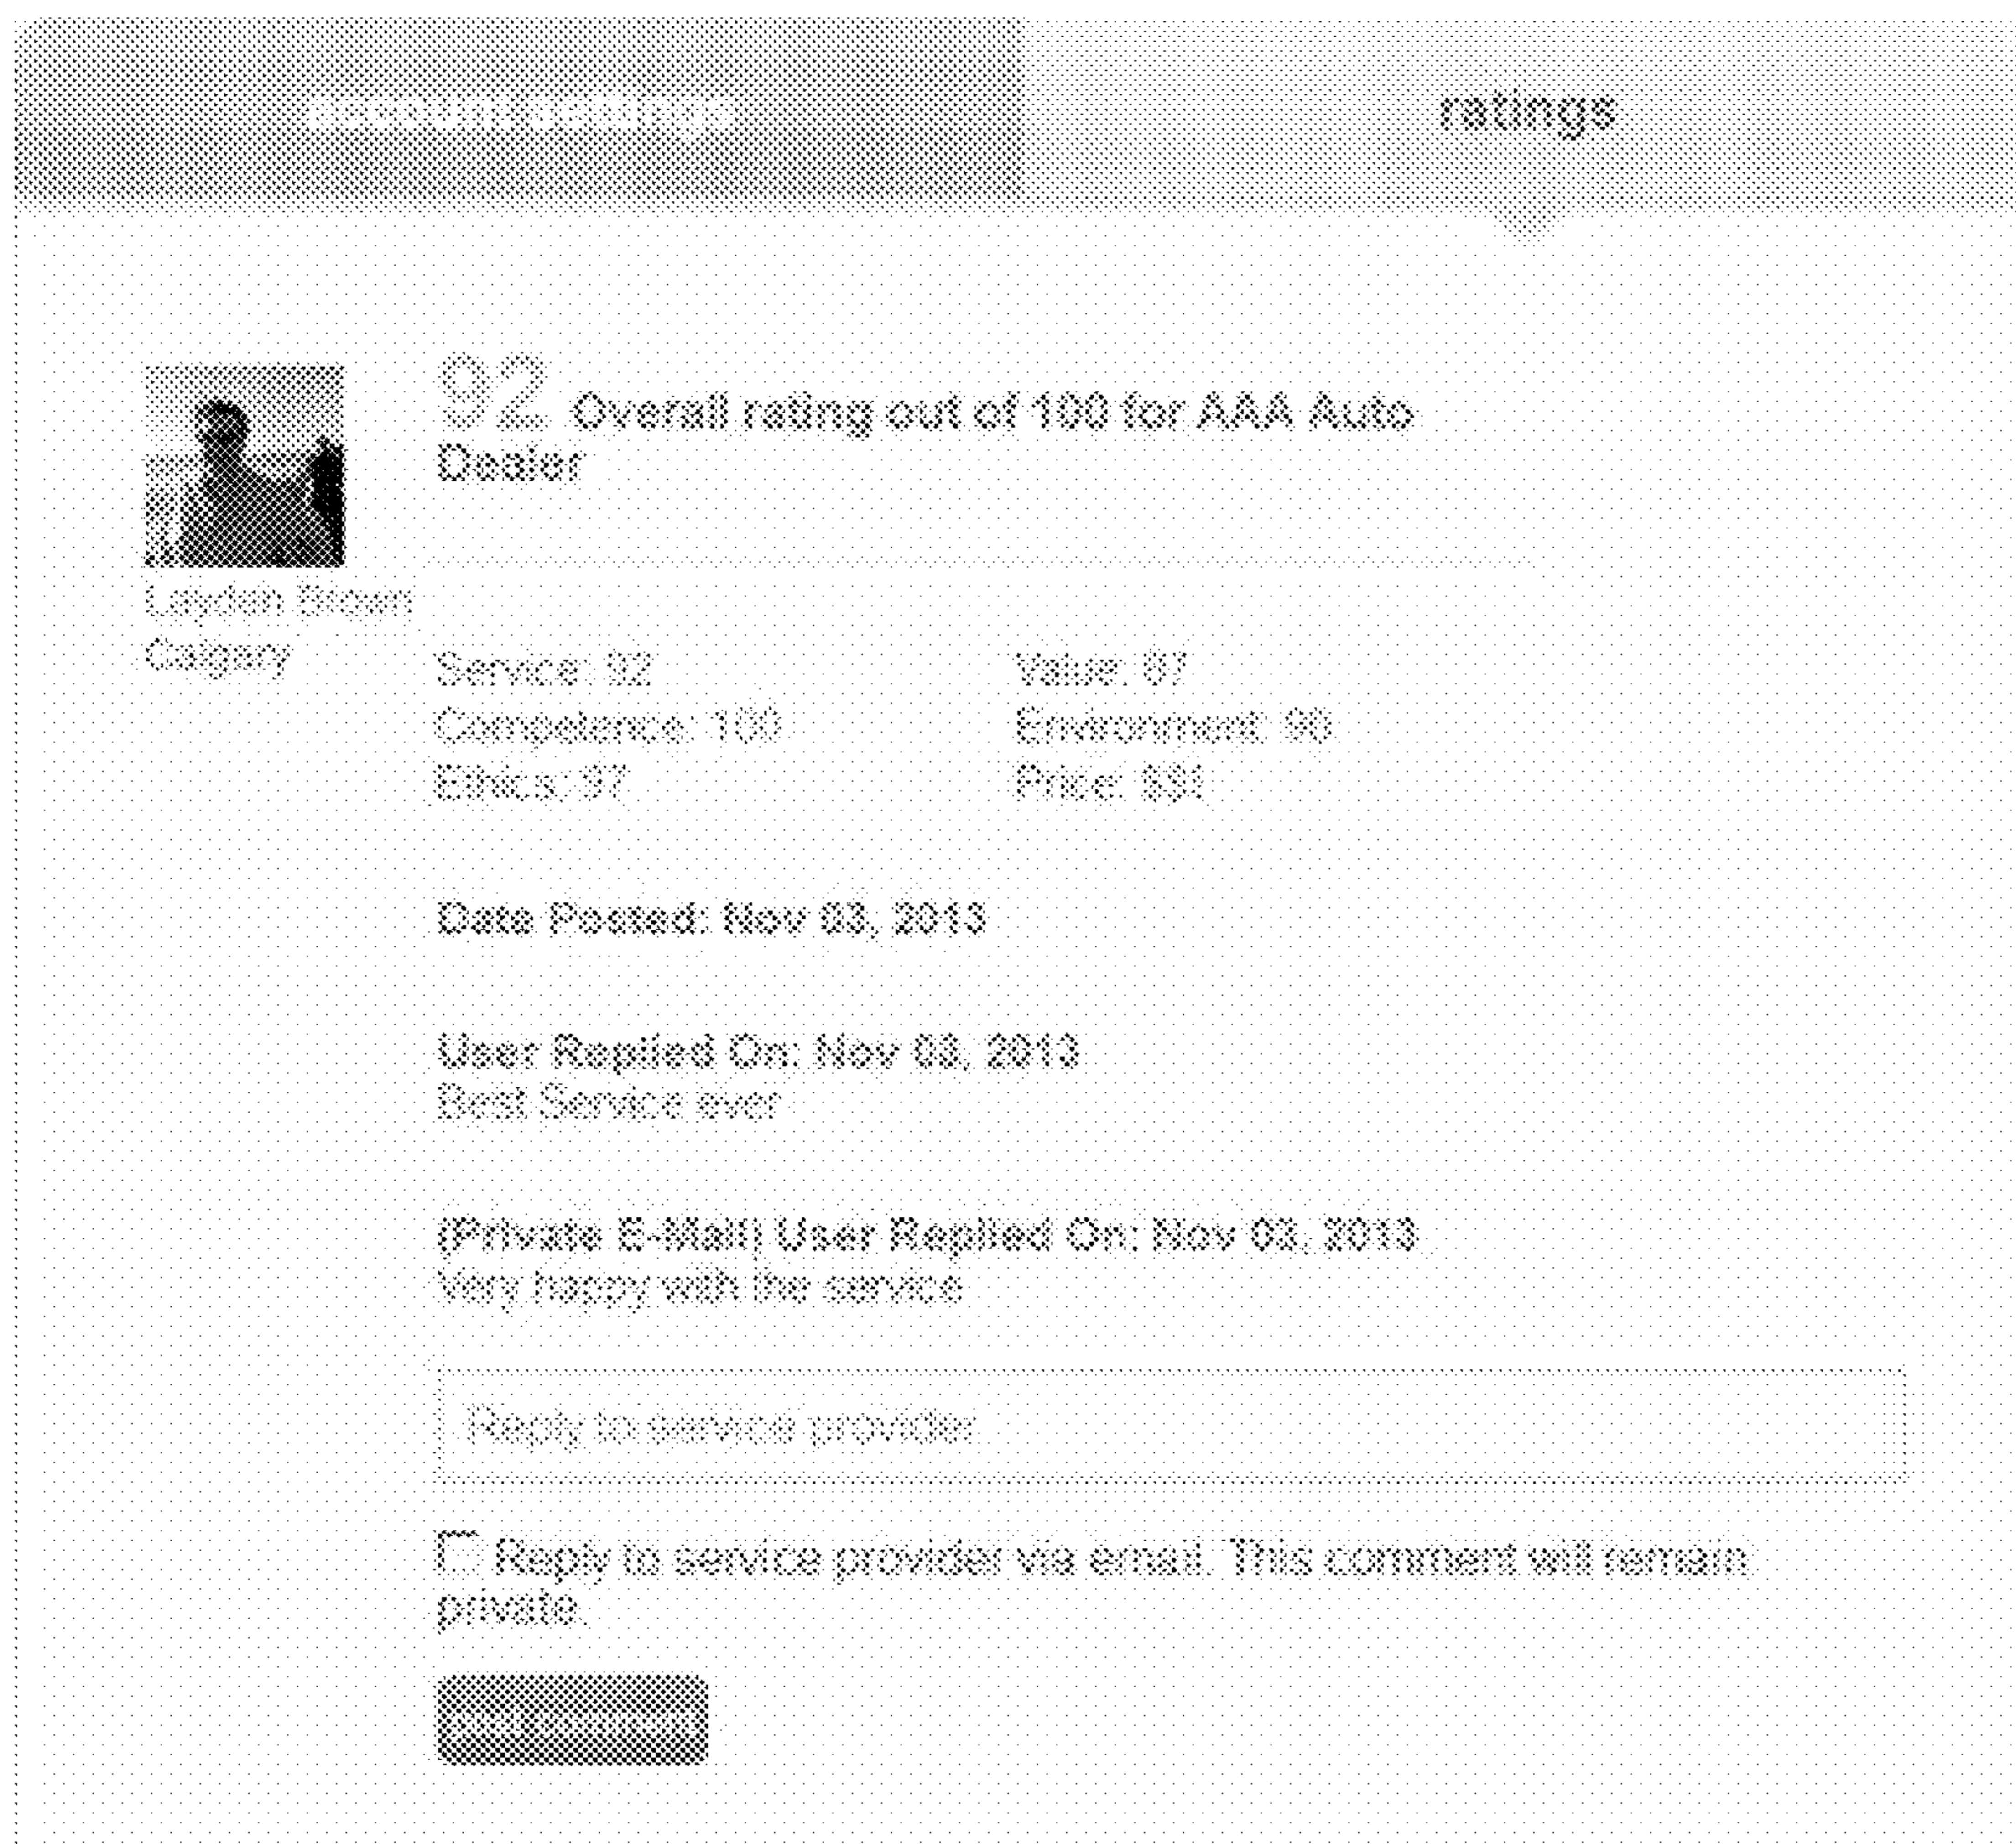 account settings
ratings
92 Overall rating out of 100 for AAA Auto
Dealer
Layden Brown
Calgary
Service: 92
Value:
Competence: 100
Environment: 90
Ethics: 97
Price:
Date Posted: Nov 03, 2013
User Replied On: Nov 03, 2013
Best Service ever
(Private E-Mail) User Replied On: Nov 03, 2013
Very happy with the service
Reply to service provider
Reply to service provider via email. This comment will remain
private.